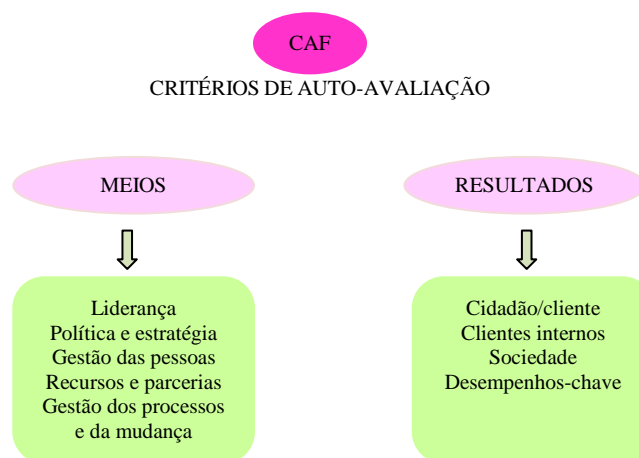 CAF
CRITÉRIOS DE AUTO-AVALIAÇÃO
MEIOS
RESULTADOS
Liderança
Política e estratégia
Gestão das pessoas
Recursos e parcerias
Gestão dos processos
e da mudança
Cidadão/cliente
Clientes internos
Sociedade
Desempenhos-chave